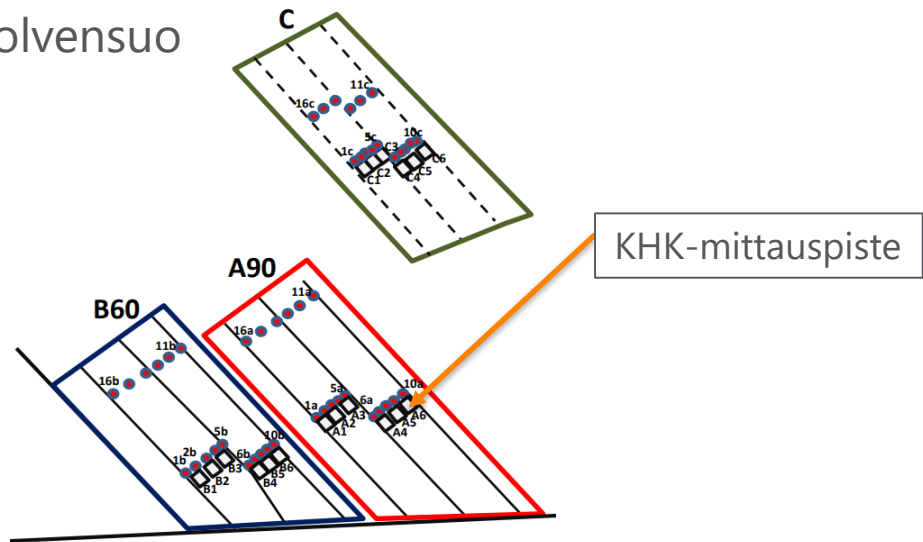 olvensuo
C
11c
16c
5c
10c
1c
C3
C6
C2
C5
C1
C4
KHK-mittauspiste
A90
11a
B60
16a
11b
16b
5a
10a
1a
6a
A3
A6
A2
A5
A1
A4
5b
10b
2b
6b
1b
B3
B6
B2
B5
B1
B4